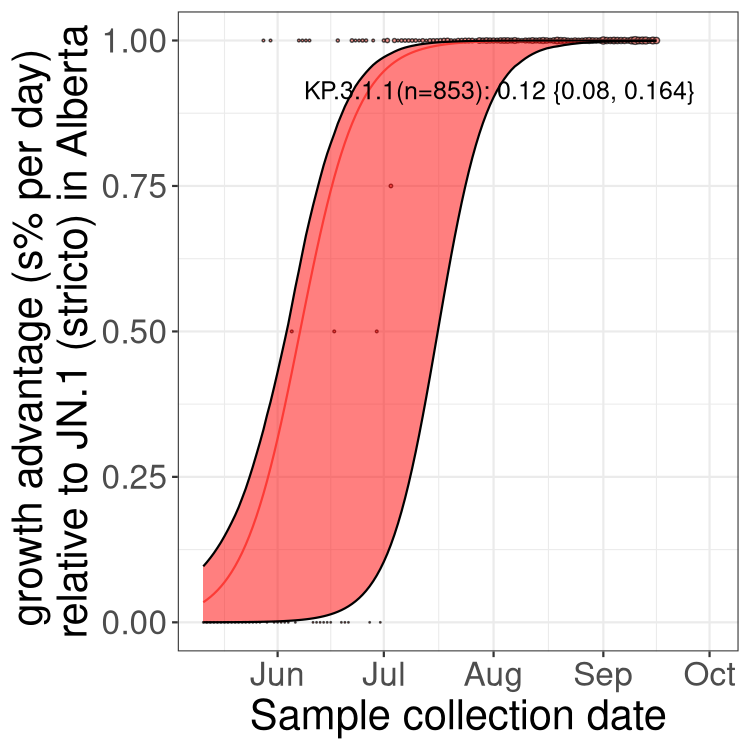 growth advantage (s% per day)
relative to JN.1 (stricto) in Alberta
1.00
0.75
0.50
0.25
0.00
KP.3.1.1(n=853): 0.12 {0.08, 0.164}
Jun Jul Aug Sep Oct
Sample collection date